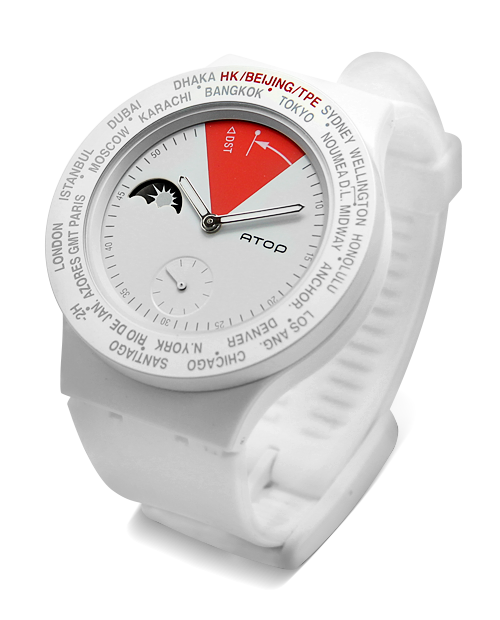 DHAKA HK/BEIJING/TPE SYDNEY WELLINGTON HONOLULU ANCHOR. LOS ANG. DENVER CHICAGO N.YORK RIO DE JAN. -2H LONDON ISTANBUL DUBAI
KARACHI BANGKOK TOKYO NOUMEA D.L. MIDWAY
SANTIAGO
AZORES GMT PARIS MOSCOW
DST
ATOP
10
15
20
25
30
35
40
45
50